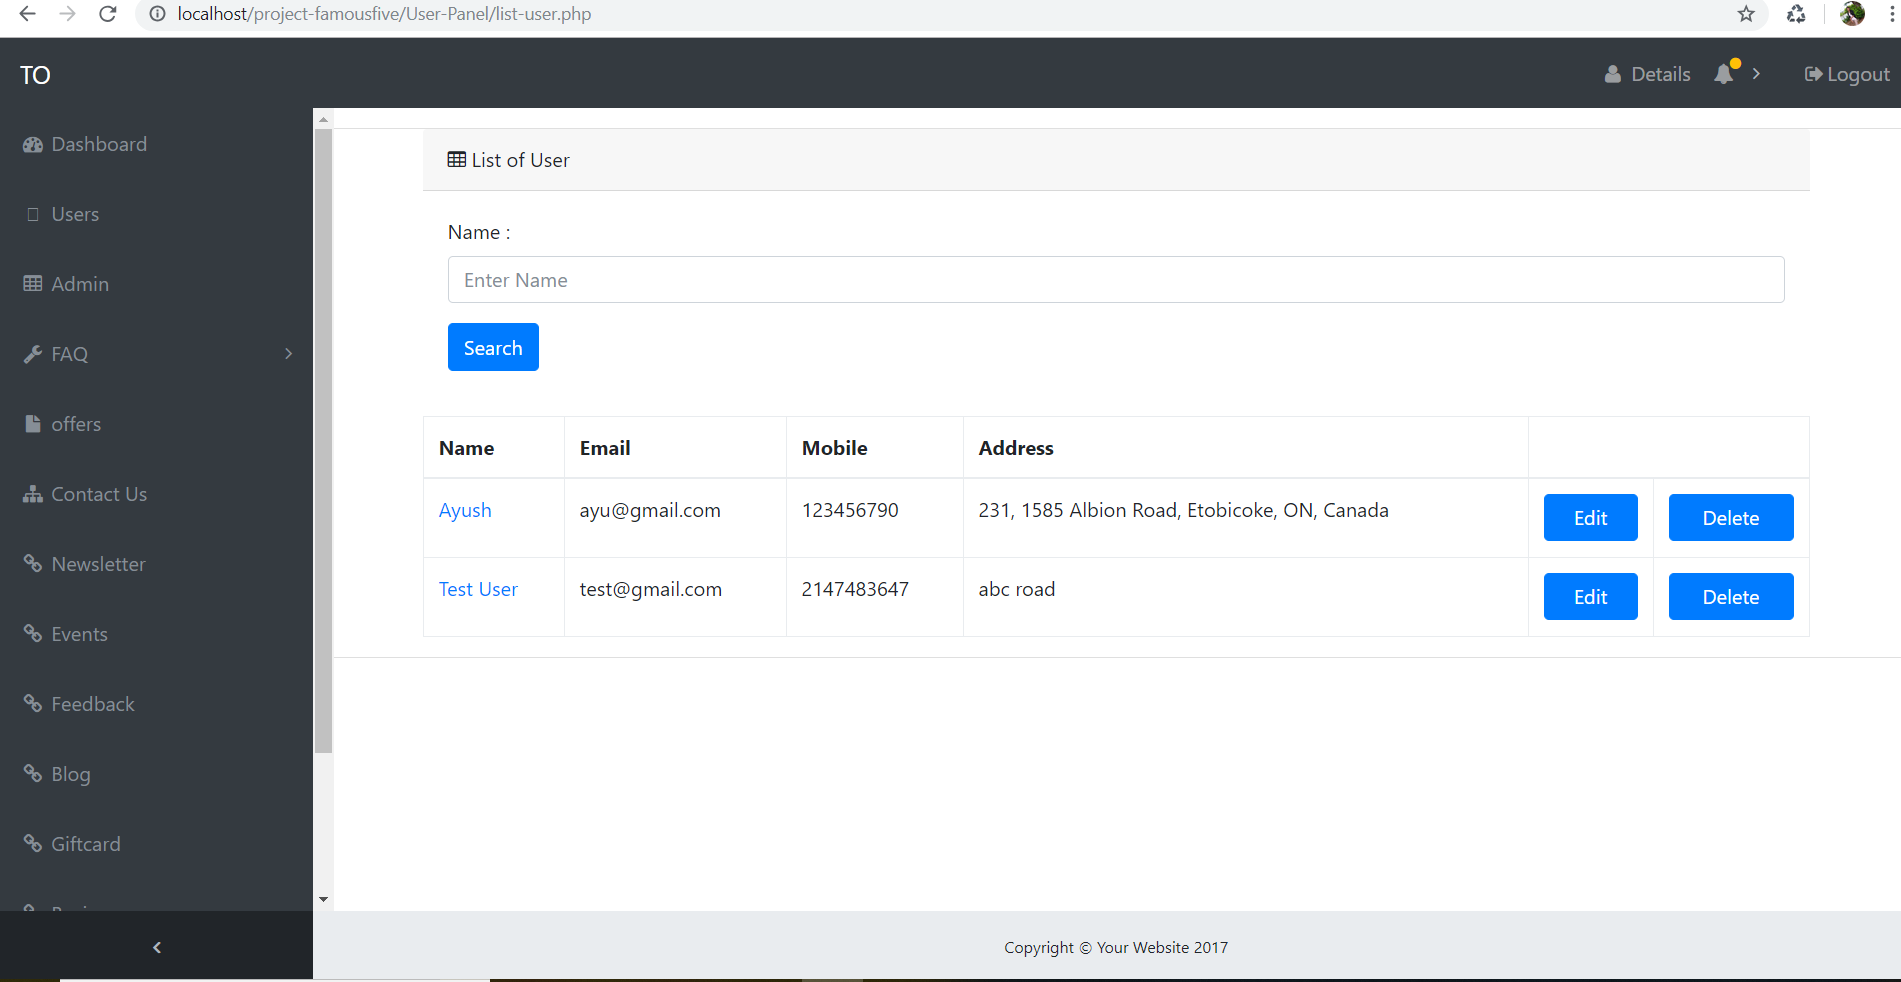 localhost/project-famousfive/User-Panel/list-user.php
TO
Details
Logout
Dashboard
Users
Admin
FAQ
offers
Contact Us
Newsletter
Events
Feedback
Blog
Giftcard
List of User
Name :
Enter Name
Search
Name Email Mobile Address
Ayush ayu@gmail.com 123456790 231, 1585 Albion Road, Etobicoke, ON, Canada Edit Delete
Test User test@gmail.com 2147483647 abc road Edit Delete
Copyright © Your Website 2017